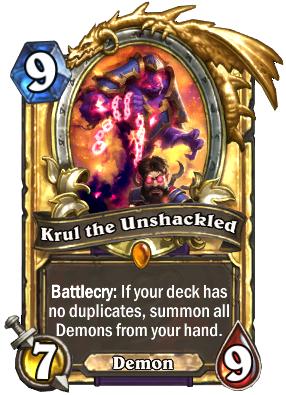 9
Krul the Unshackled
Battlecry: If your deck has
no duplicates, summon all
Demons from your hand.
7
Demon
9